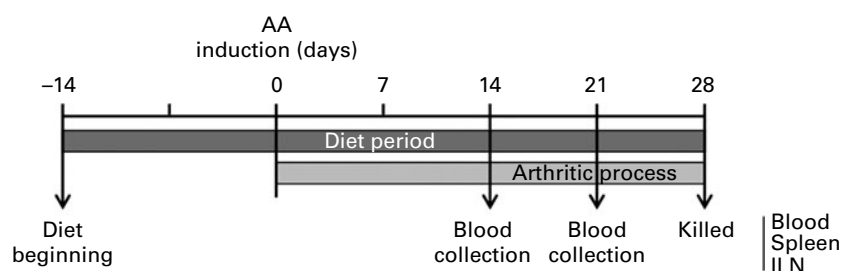 AA
induction (days)
–14 0 7 14 21 28
Diet period
Arthritic process
Diet
beginning
Blood
collection
Blood
collection
Killed
Blood
Spleen
ILN